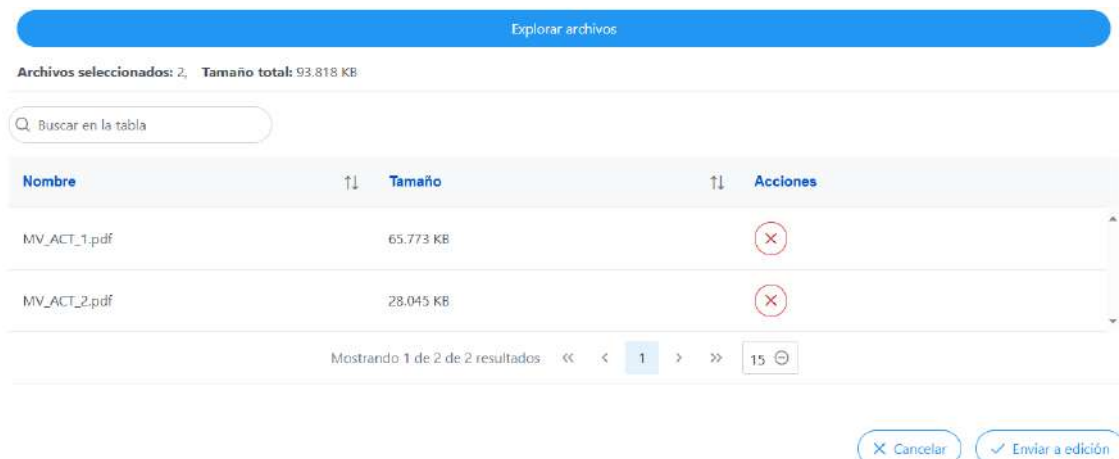 Explorar archivos
Archivos seleccionados: 2, Tamaño total: 93.818 KB
Buscar en la tabla
Nombre Tamaño Acciones
MV_ACT_1.pdf 65.773 KB
MV_ACT_2.pdf 28.045 KB
Mostrando 1 de 2 de 2 resultados « < 1 > » 15
Cancelar Enviar a edición